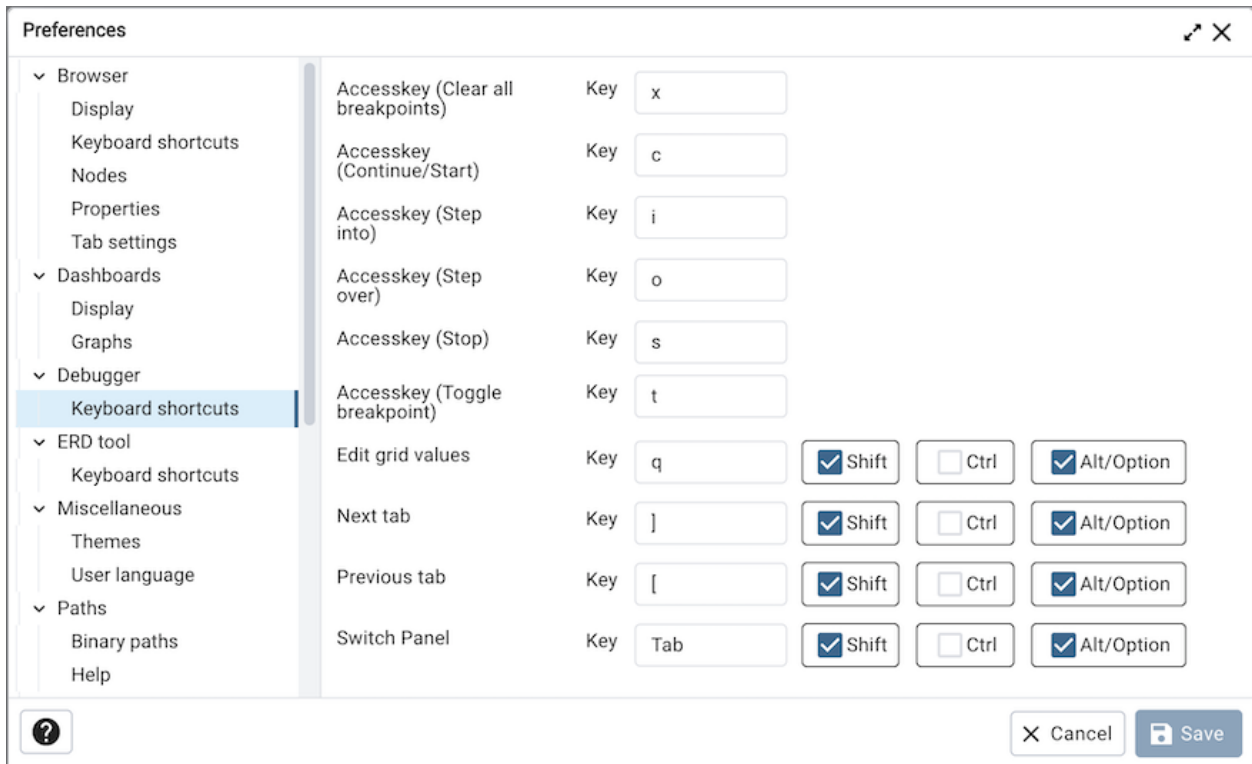 Preferences
Browser
Display
Keyboard shortcuts
Nodes
Properties
Tab settings
Dashboards
Display
Graphs
Debugger
Keyboard shortcuts
ERD tool
Keyboard shortcuts
Miscellaneous
Themes
User language
Paths
Binary paths
Help
Accesskey (Clear all
breakpoints)
Key x
Accesskey
(Continue/Start)
Key c
Accesskey (Step
into)
Key i
Accesskey (Step
over)
Key o
Accesskey (Stop) Key s
Accesskey (Toggle
breakpoint)
Key t
Edit grid values Key q Shift Ctrl Alt/Option
Next tab Key ] Shift Ctrl Alt/Option
Previous tab Key [ Shift Ctrl Alt/Option
Switch Panel Key Tab Shift Ctrl Alt/Option
? Cancel Save